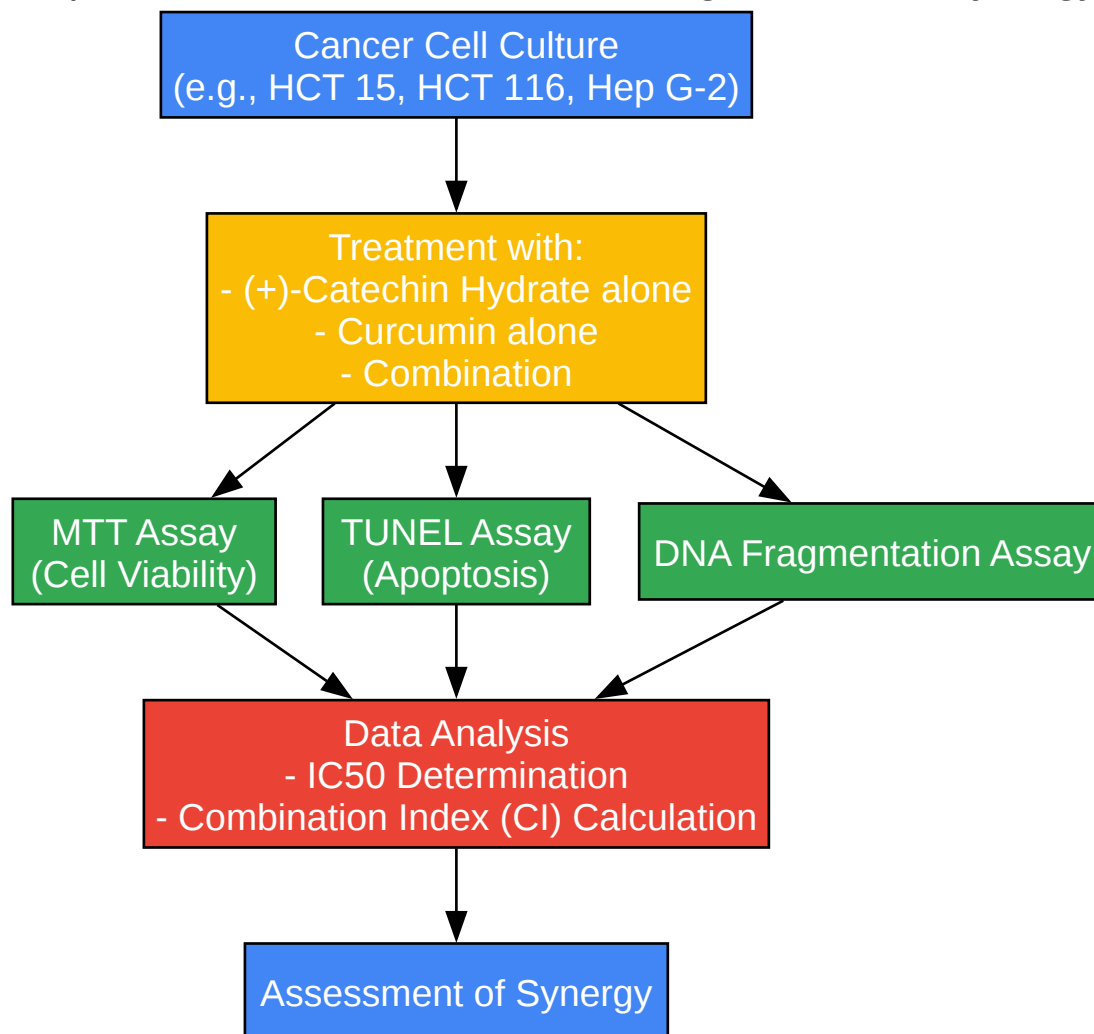 Cancer Cell Culture
(e.g., HCT 15, HCT 116, Hep G-2)
Treatment with:
- (+)-Catechin Hydrate alone
- Curcumin alone
- Combination
MTT Assay
(Cell Viability)
TUNEL Assay
(Apoptosis)
DNA Fragmentation Assay
Data Analysis
- IC50 Determination
- Combination Index (CI) Calculation
Assessment of Synergy